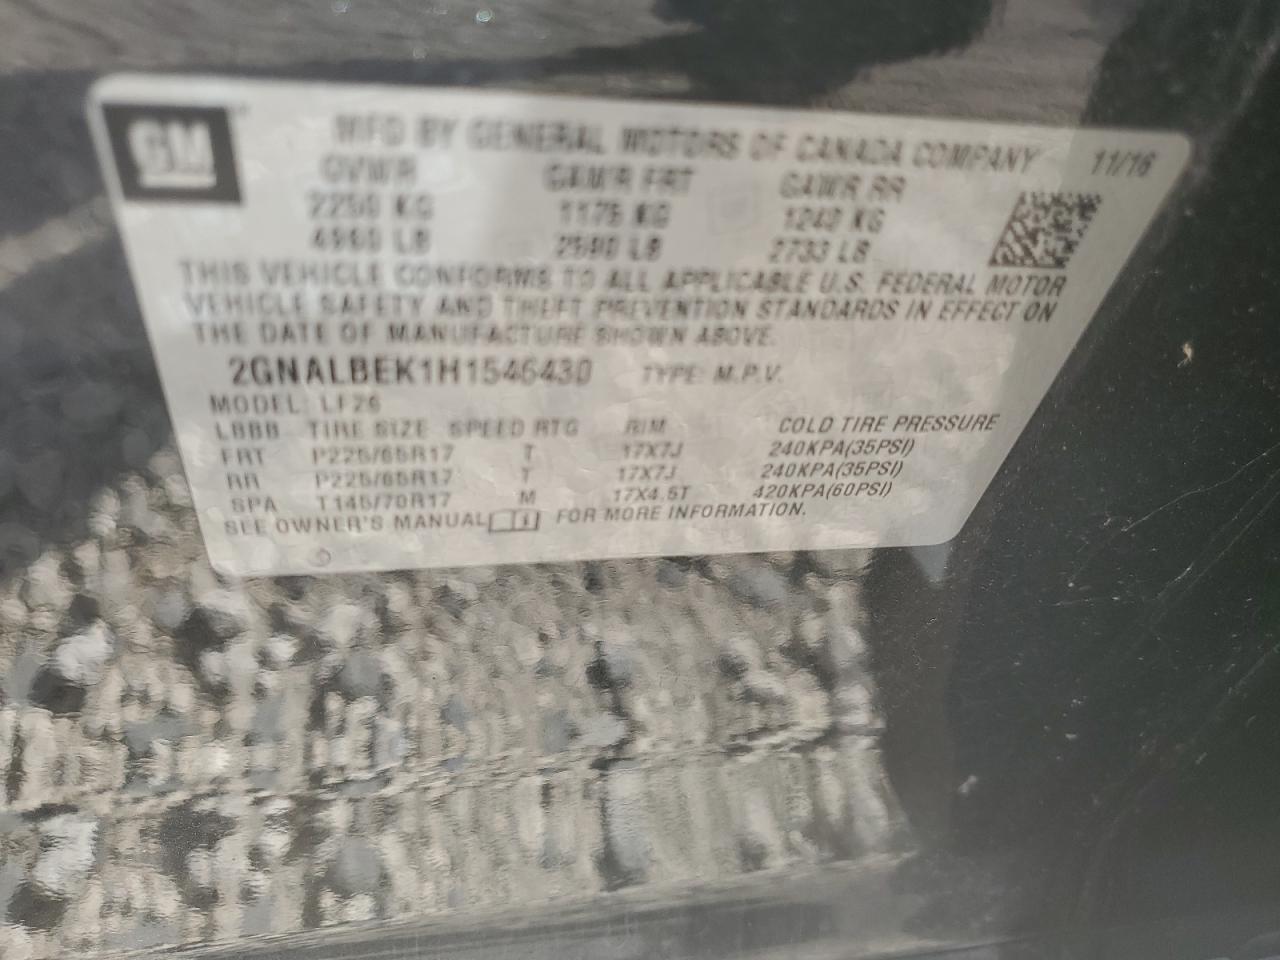 GM
MFD BY GENERAL MOTORS OF CANADA COMPANY 11/16
GVWR GAWR FRT GAWR RR
2250 KG 1175 KG 1240 KG
4960 LB 2590 LB 2733 LB
THIS VEHICLE CONFORMS TO ALL APPLICABLE U.S. FEDERAL MOTOR
VEHICLE SAFETY AND THEFT PREVENTION STANDARDS IN EFFECT ON
THE DATE OF MANUFACTURE SHOWN ABOVE.
2GNALBEK1H1546430 TYPE: M.P.V.
MODEL: LF26
TIRE SIZE SPEED RTG RIM COLD TIRE PRESSURE
FRT P225/65R17 T 17X7J 240KPA(35PSI)
RR P225/65R17 T 17X7J 240KPA(35PSI)
SPA T145/70R17 M 17X4.5T 420KPA(60PSI)
SEE OWNER'S MANUAL FOR MORE INFORMATION.